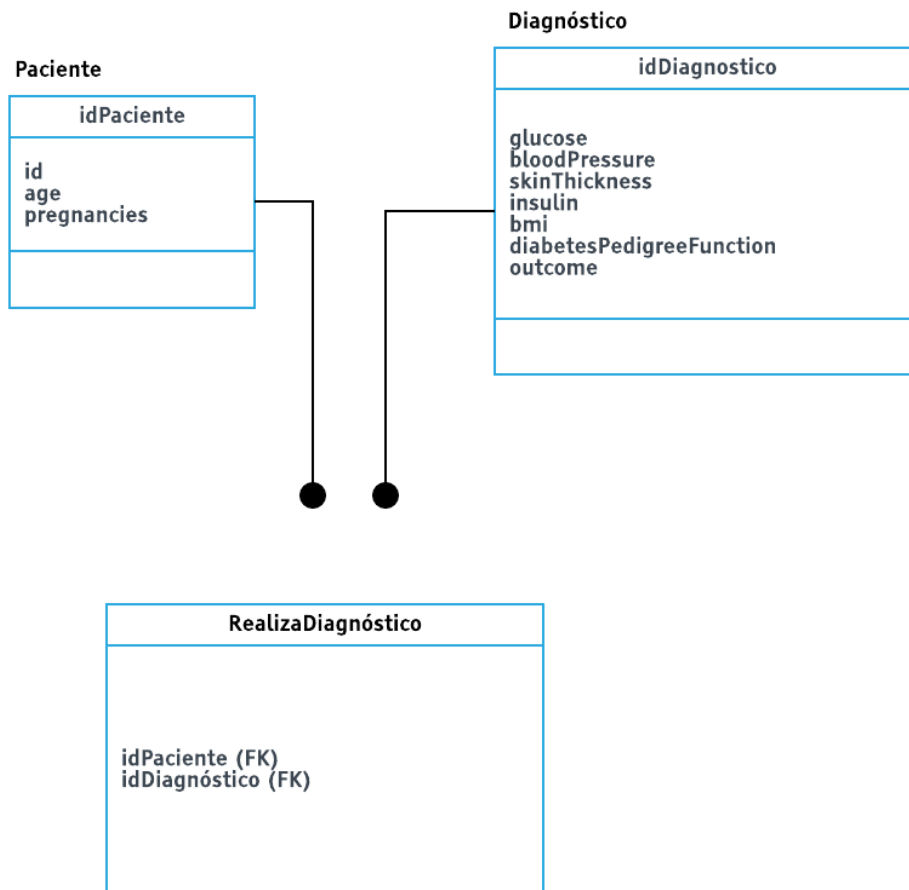 Diagnóstico
Paciente
idDiagnostico
idPaciente
glucose
bloodPressure
skinThickness
insulin
bmi
diabetesPedigreeFunction
outcome
id
age
pregnancies
RealizaDiagnóstico
idPaciente (FK)
idDiagnóstico (FK)